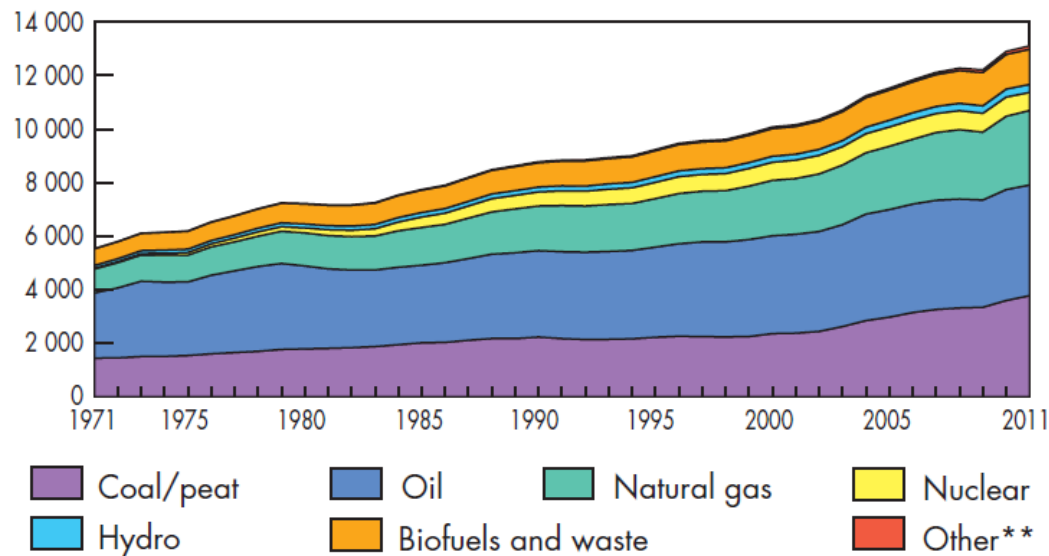 14 000
12 000
10 000
8 000
6 000
4 000
2 000
0
1971 1975 1980 1985 1990 1995 2000 2005 2011
Coal/peat Oil Natural gas Nuclear
Hydro Biofuels and waste Other**